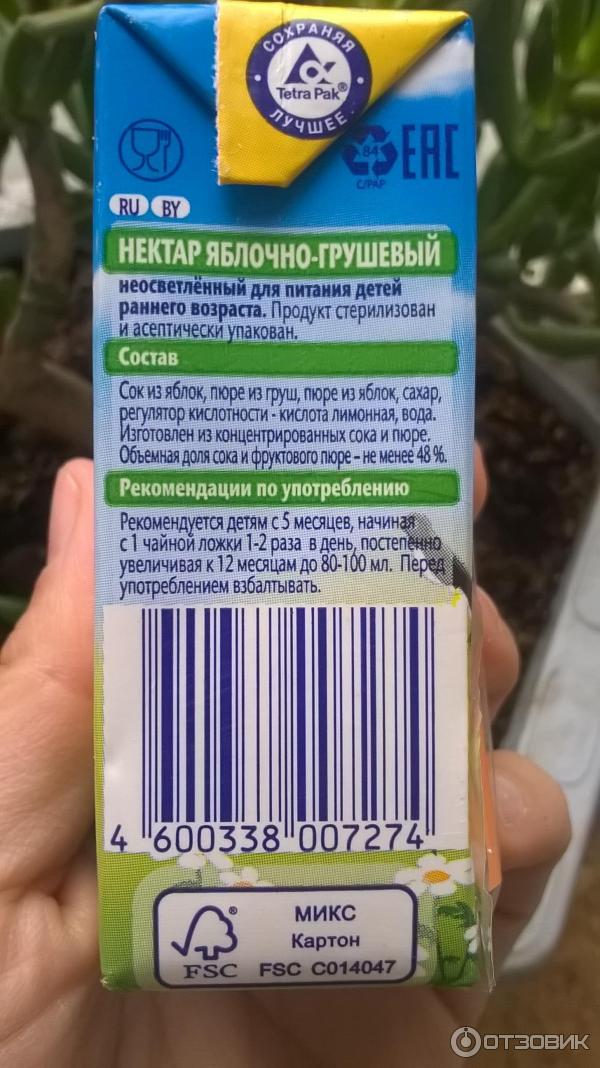 СОХРАНЯЯ
Tetra Pak®
ЛУЧШЕЕ
84
C/PAP
EAC
RU BY
НЕКТАР ЯБЛОЧНО-ГРУШЕВЫЙ
неосветлённый для питания детей
раннего возраста. Продукт стерилизован
и асептически упакован.
Состав
Сок из яблок, пюре из груш, пюре из яблок, сахар,
регулятор кислотности - кислота лимонная, вода.
Изготовлен из концентрированных сока и пюре.
Объемная доля сока и фруктового пюре – не менее 48 %.
Рекомендации по употреблению
Рекомендуется детям с 5 месяцев, начиная
с 1 чайной ложки 1-2 раза в день, постепенно
увеличивая к 12 месяцам до 80-100 мл. Перед
употреблением взбалтывать.
4 600338 007274
® МИКС
Картон
FSC FSC C014047
ОТЗОВИК